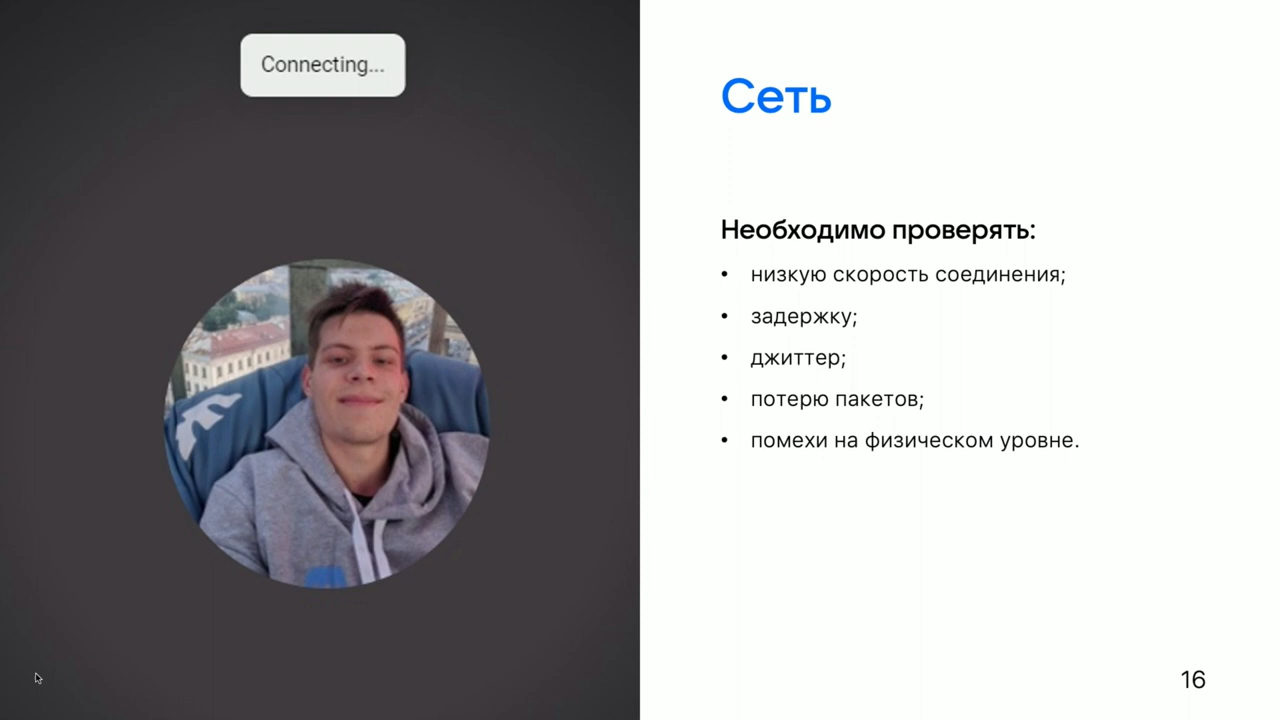 Connecting...
Сеть
Необходимо проверять:
• низкую скорость соединения;
• задержку;
• джиттер;
• потерю пакетов;
• помехи на физическом уровне.
16